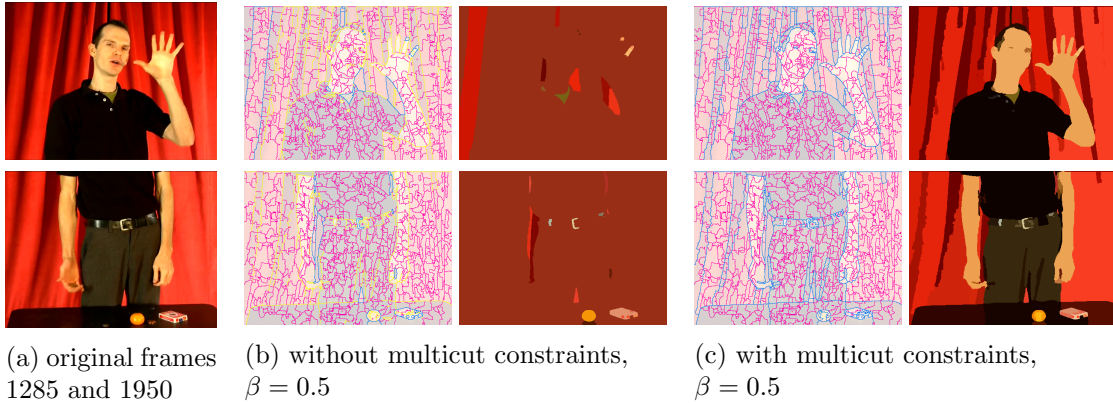 (a) original frames
1285 and 1950
(b) without multicut constraints,
β = 0.5
(c) with multicut constraints,
β = 0.5